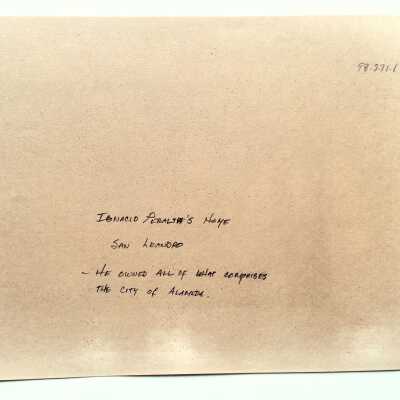 98.271.1
IGNACIO PERALTA'S HOME
SAN LEANDRO
- HE OWNED ALL OF WHAT COMPRISES
THE CITY OF ALAMEDA.